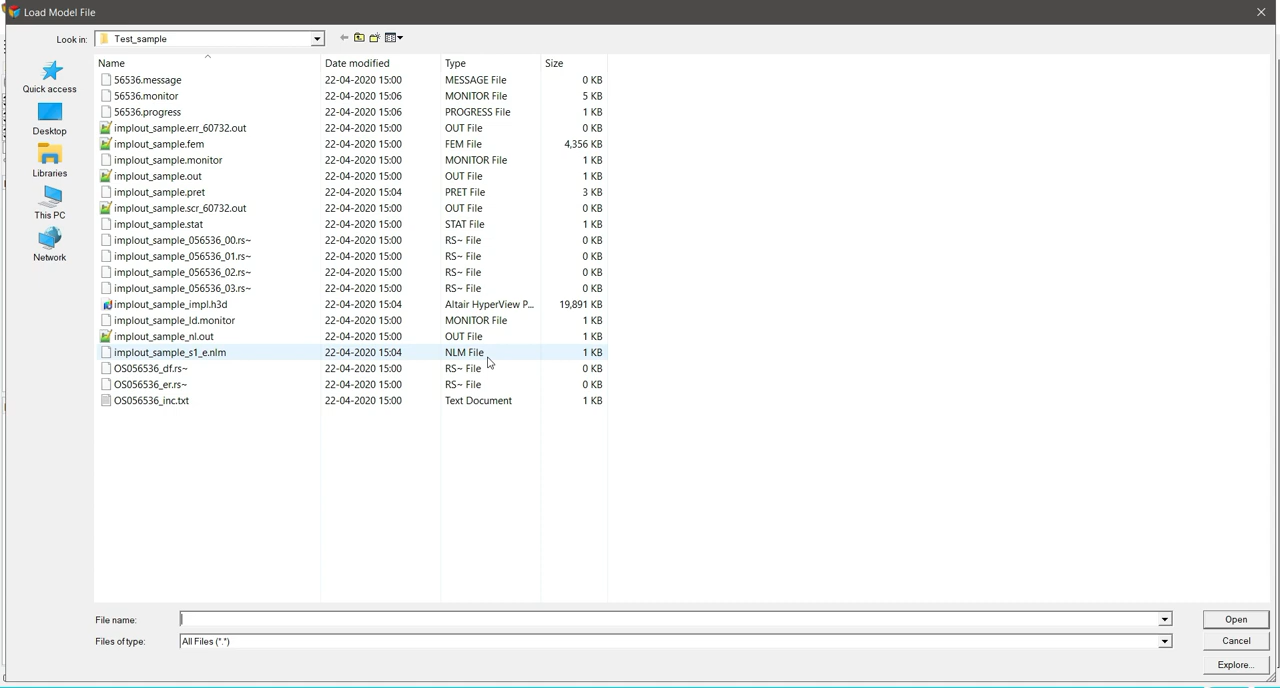 Load Model File
Look in: Test_sample
Name Date modified Type Size
Quick access
Desktop
Libraries
This PC
Network
56536.message 22-04-2020 15:00 MESSAGE File 0 KB
56536.monitor 22-04-2020 15:06 MONITOR File 5 KB
56536.progress 22-04-2020 15:06 PROGRESS File 1 KB
implout_sample.err_60732.out 22-04-2020 15:00 OUT File 0 KB
implout_sample.fem 22-04-2020 15:00 FEM File 4,356 KB
implout_sample.monitor 22-04-2020 15:00 MONITOR File 1 KB
implout_sample.out 22-04-2020 15:00 OUT File 1 KB
implout_sample.pret 22-04-2020 15:04 PRET File 3 KB
implout_sample.scr_60732.out 22-04-2020 15:00 OUT File 0 KB
implout_sample.stat 22-04-2020 15:00 STAT File 1 KB
implout_sample_056536_00.rs~ 22-04-2020 15:00 RS~ File 0 KB
implout_sample_056536_01.rs~ 22-04-2020 15:00 RS~ File 0 KB
implout_sample_056536_02.rs~ 22-04-2020 15:00 RS~ File 0 KB
implout_sample_056536_03.rs~ 22-04-2020 15:00 RS~ File 0 KB
implout_sample_impl.h3d 22-04-2020 15:04 Altair HyperView P... 19,891 KB
implout_sample_ld.monitor 22-04-2020 15:00 MONITOR File 1 KB
implout_sample_nl.out 22-04-2020 15:00 OUT File 1 KB
implout_sample_s1_e.nlm 22-04-2020 15:04 NLM File 1 KB
OS056536_df.rs~ 22-04-2020 15:00 RS~ File 0 KB
OS056536_er.rs~ 22-04-2020 15:00 RS~ File 0 KB
OS056536_inc.txt 22-04-2020 15:00 Text Document 1 KB
File name: Open
Files of type: All Files (*.*) Cancel
Explore...